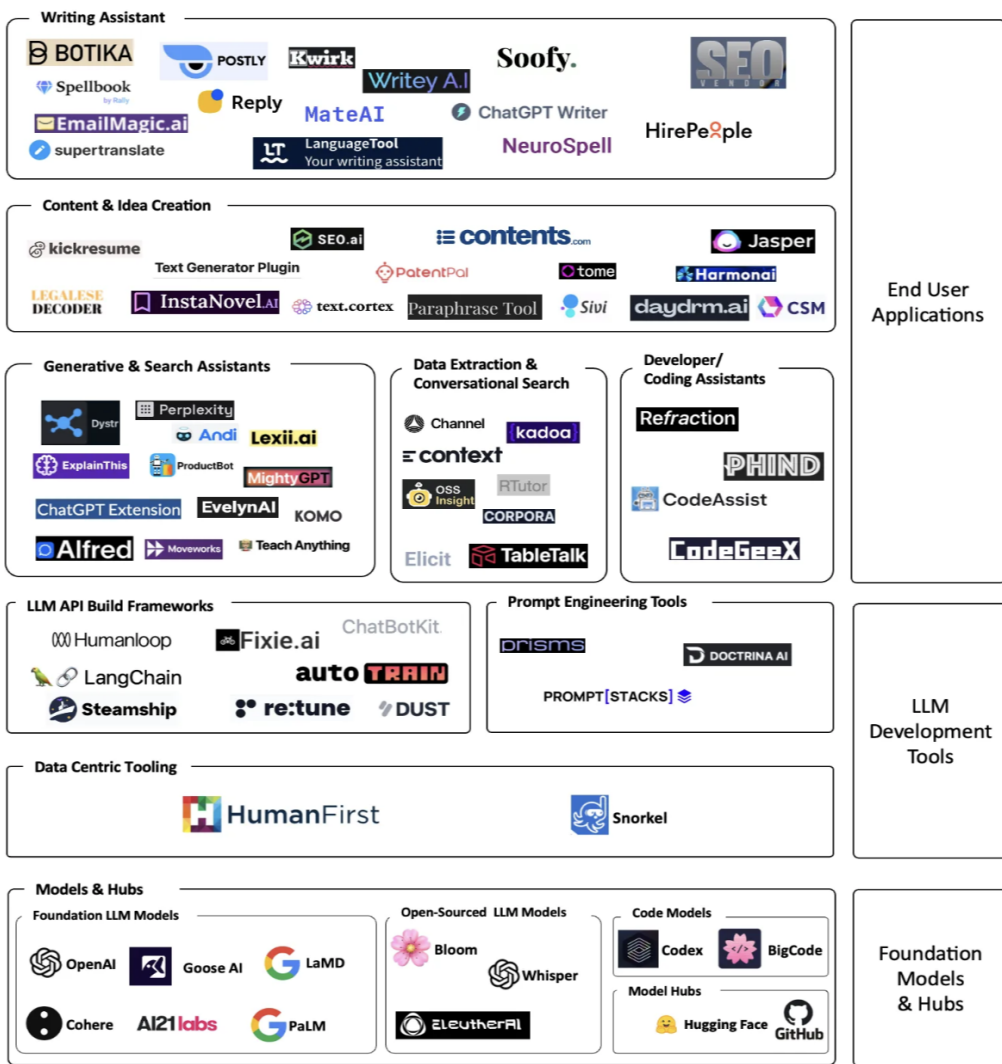 Writing Assistant
BOTIKA
POSTLY
Kwirk
Soofy.
SEO
VENDOR
Writey A.I
Spellbook
by Rally
Reply
MateAI
ChatGPT Writer
EmailMagic.ai
HirePeople
supertranslate
LT
LanguageTool
Your writing assistant
NeuroSpell
Content & Idea Creation
kickresume
SEO.ai
contents.com
Jasper
Text Generator Plugin
PatentPal
tome
Harmonai
LEGALESE
DECODER
InstaNovel.AI
text.cortex
Paraphrase Tool
Sivi
daydrm.ai
CSM
End User
Applications
Generative & Search Assistants
Dystr
Perplexity
Andi
Lexii.ai
ExplainThis
ProductBot
MightyGPT
ChatGPT Extension
EvelynAI
KOMO
Alfred
Moveworks
Teach Anything
Data Extraction &
Conversational Search
Channel
kadoa
context
OSS
Insight
RTutor
CORPORA
Elicit
TableTalk
Developer/
Coding Assistants
Refraction
PHIND
CodeAssist
CodeGeeX
LLM API Build Frameworks
Humanloop
Fixie.ai
ChatBotKit.
LangChain
auto TRAIN
Steamship
re:tune
DUST
Prompt Engineering Tools
prisms
DOCTRINA AI
PROMPT[STACKS]
LLM
Development
Tools
Data Centric Tooling
HumanFirst
Snorkel
Models & Hubs
Foundation LLM Models
OpenAI
Goose AI
LaMD
Cohere
AI21labs
PaLM
Open-Sourced LLM Models
Bloom
Whisper
ELeutherAI
Code Models
Codex
BigCode
Model Hubs
Hugging Face
GitHub
Foundation
Models
& Hubs